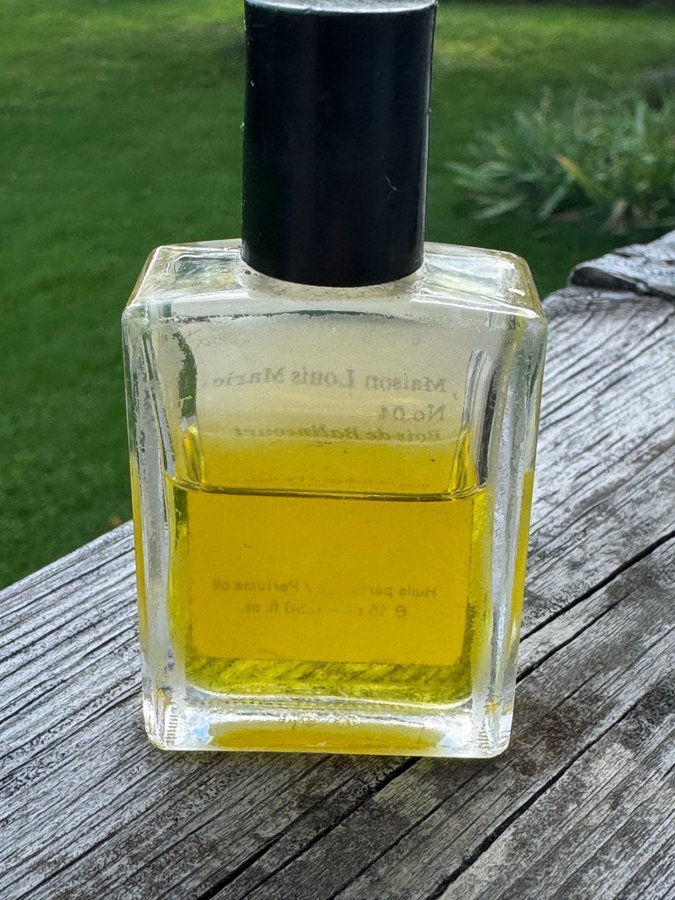 Maison Louis Marie
No.04
Bois de Balincourt
Huile / Perfume oil
e 15 fl. oz.